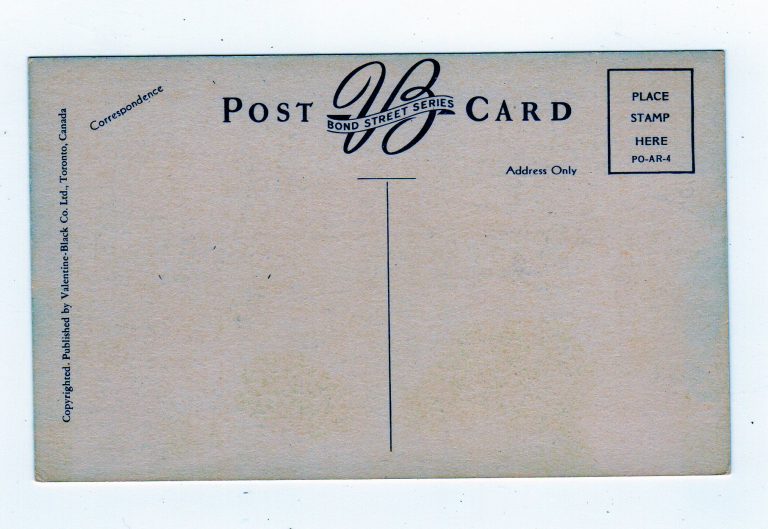 Correspondence
POST VB CARD
BOND STREET SERIES
PLACE
STAMP
HERE
PO-AR-4
Address Only
Copyrighted. Published by Valentine-Black Co. Ltd., Toronto, Canada